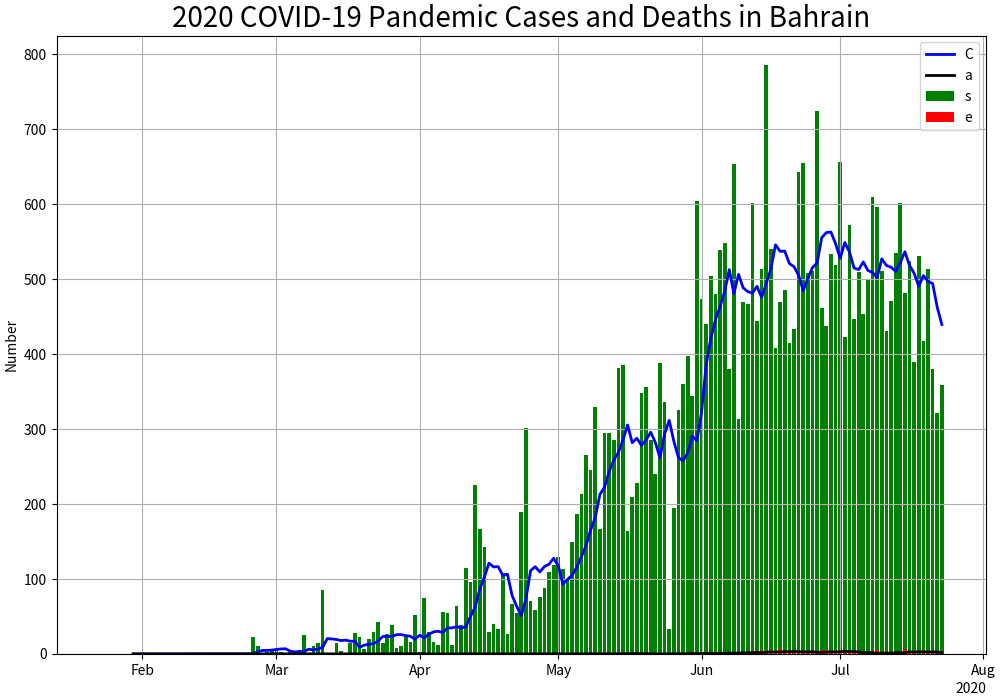 2020 COVID-19 Pandemic Cases and Deaths in Bahrain
C
a
s
e
Number
800
700
600
500
400
300
200
100
0
Feb Mar Apr May Jun Jul Aug
2020